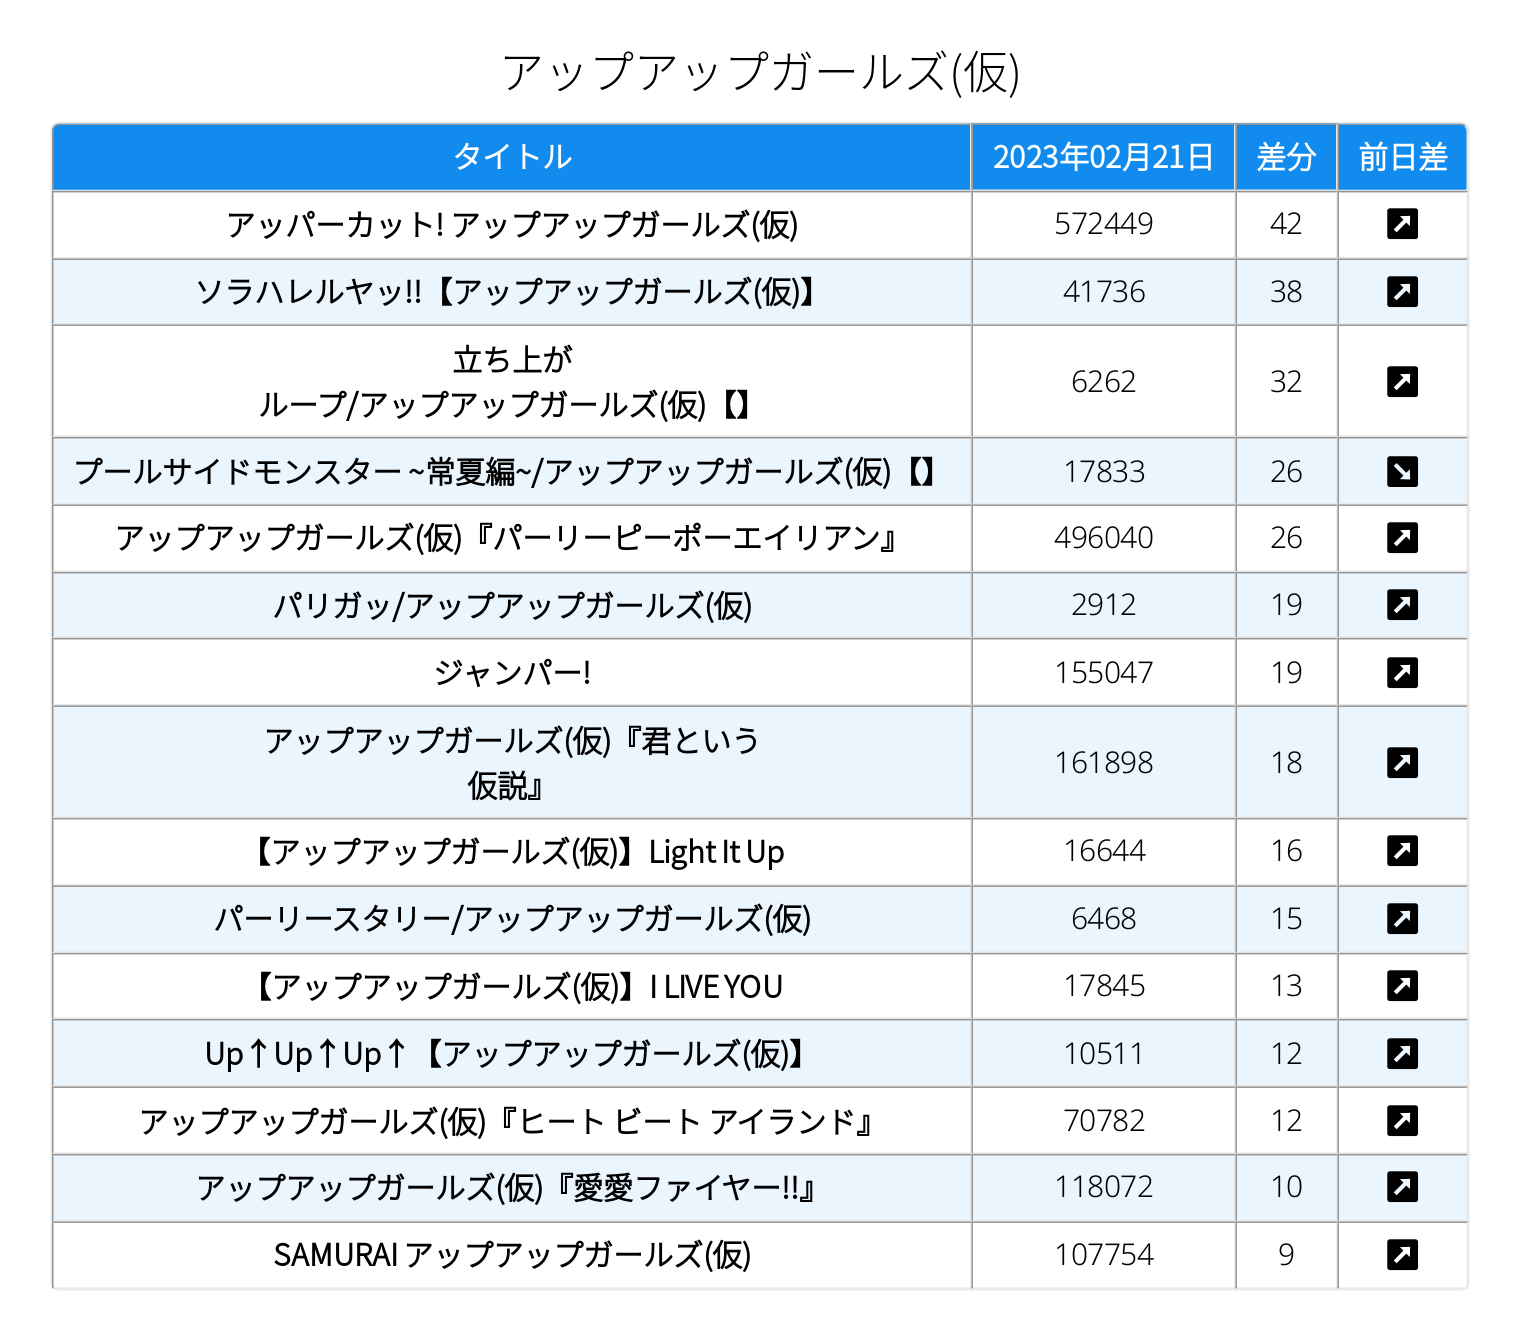 アップアップガールズ(仮)
タイトル 2023年02月21日 差分 前日差
アッパーカット! アップアップガールズ(仮) 572449 42
ソラハレルヤッ!!【アップアップガールズ(仮)】 41736 38
立ち上が
ループ/アップアップガールズ(仮)【】 6262 32
プールサイドモンスター ~常夏編~/アップアップガールズ(仮)【】 17833 26
アップアップガールズ(仮)『パーリーピーポーエイリアン』 496040 26
パリガッ/アップアップガールズ(仮) 2912 19
ジャンパー! 155047 19
アップアップガールズ(仮)『君という
仮説』 161898 18
【アップアップガールズ(仮)】Light It Up 16644 16
パーリースタリー/アップアップガールズ(仮) 6468 15
【アップアップガールズ(仮)】I LIVE YOU 17845 13
Up↑Up↑Up↑【アップアップガールズ(仮)】 10511 12
アップアップガールズ(仮)『ヒート ビート アイランド』 70782 12
アップアップガールズ(仮)『愛愛ファイヤー!!』 118072 10
SAMURAI アップアップガールズ(仮) 107754 9